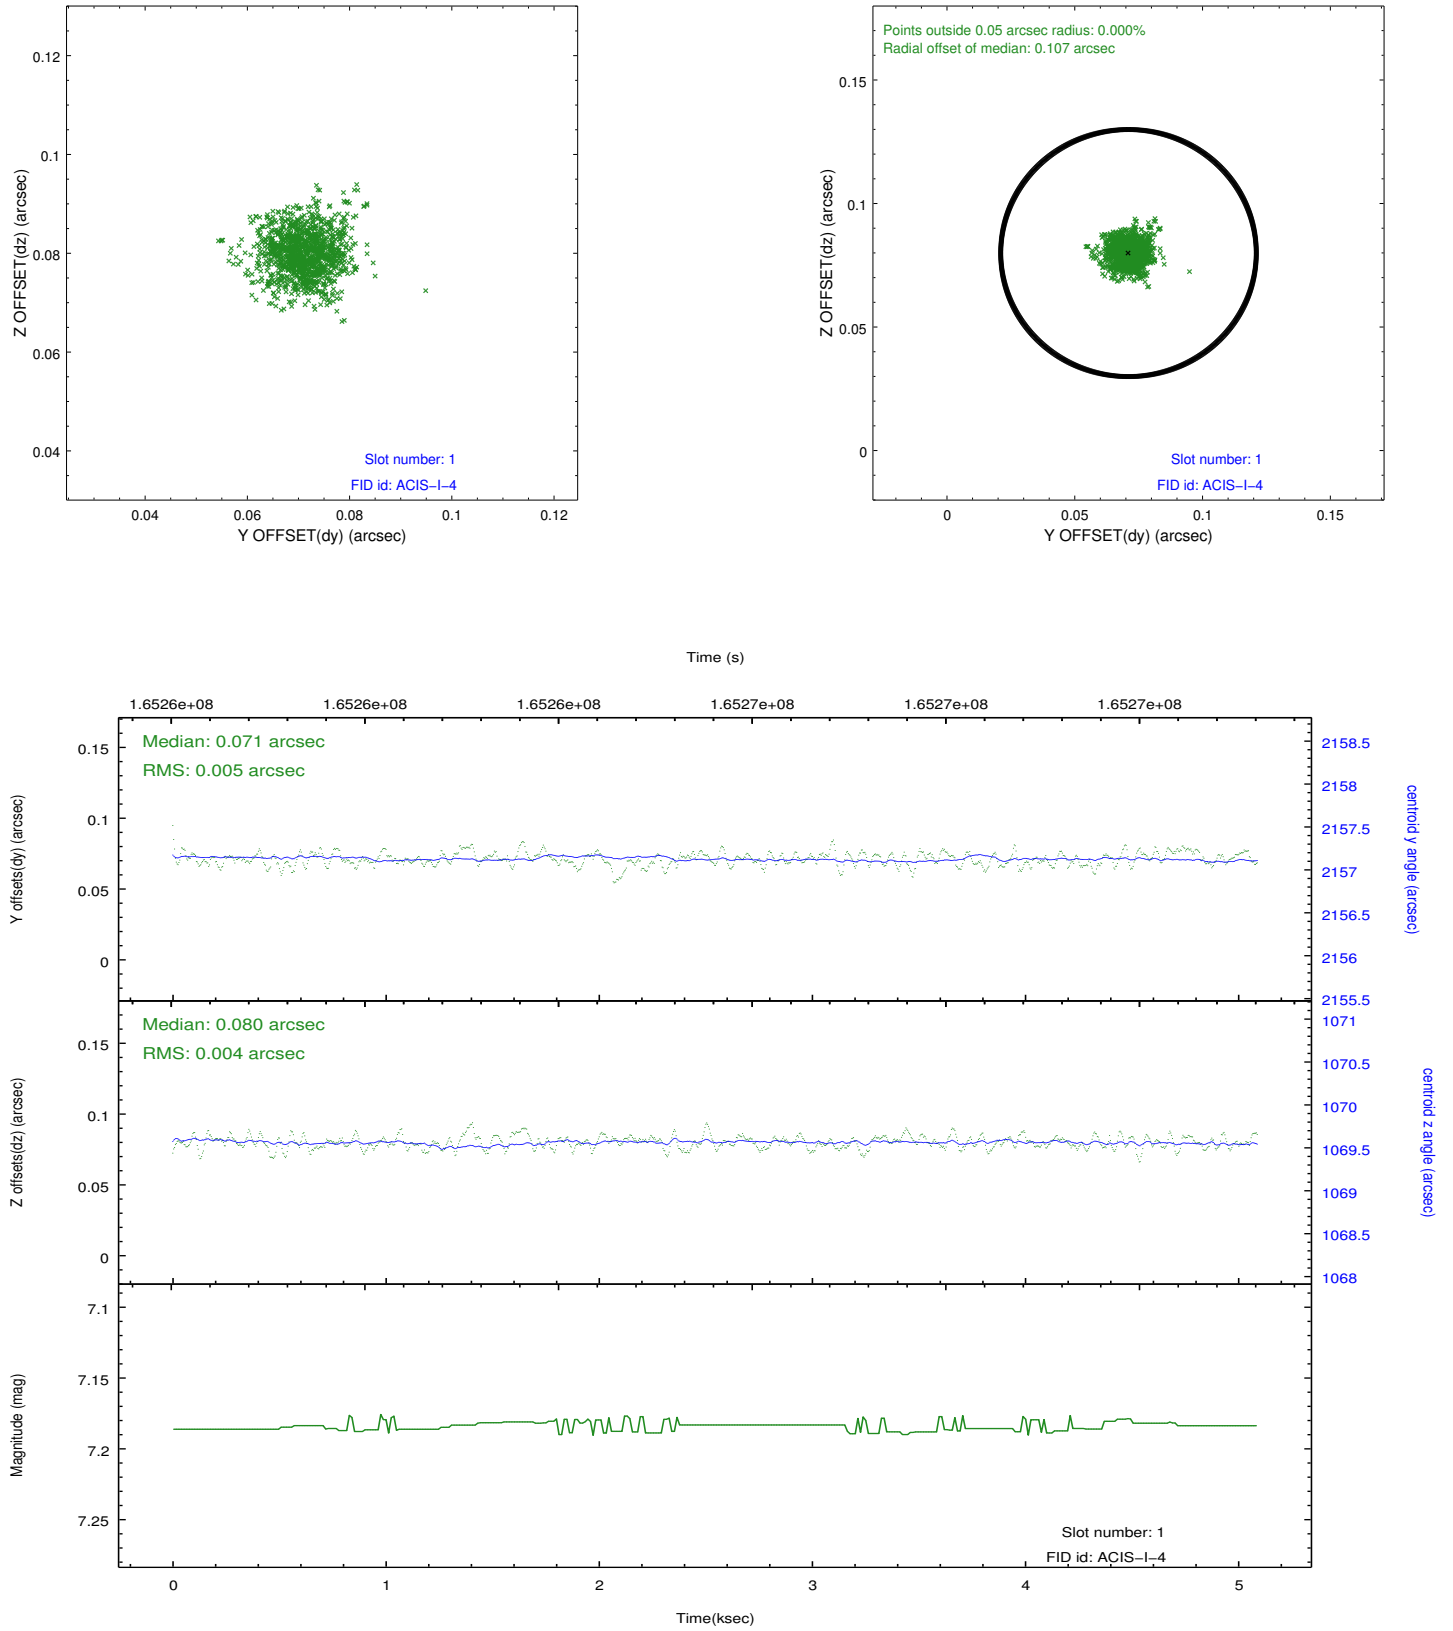 0.12
0.1
0.08
0.06
0.04
Z OFFSET(dz) (arcsec)
Slot number: 1
FID id: ACIS-I-4
0.04 0.06 0.08 0.1 0.12
Y OFFSET(dy) (arcsec)
Points outside 0.05 arcsec radius: 0.000%
Radial offset of median: 0.107 arcsec
0.15
0.1
0.05
0
Z OFFSET(dz) (arcsec)
Slot number: 1
FID id: ACIS-I-4
0 0.05 0.1 0.15
Y OFFSET(dy) (arcsec)
Time (s)
1.6526e+08 1.6526e+08 1.6526e+08 1.6527e+08 1.6527e+08 1.6527e+08
Median: 0.071 arcsec
RMS: 0.005 arcsec
0.15
0.1
0.05
0
Y offsets(dy) (arcsec)
2158.5
2158
2157.5
2157
2156.5
2156
2155.5
centroid y angle (arcsec)
Median: 0.080 arcsec
RMS: 0.004 arcsec
0.15
0.1
0.05
0
Z offsets(dz) (arcsec)
1071
1070.5
1070
1069.5
1069
1068.5
1068
centroid z angle (arcsec)
7.1
7.15
7.2
7.25
Magnitude (mag)
Slot number: 1
FID id: ACIS-I-4
0 1 2 3 4 5
Time(ksec)